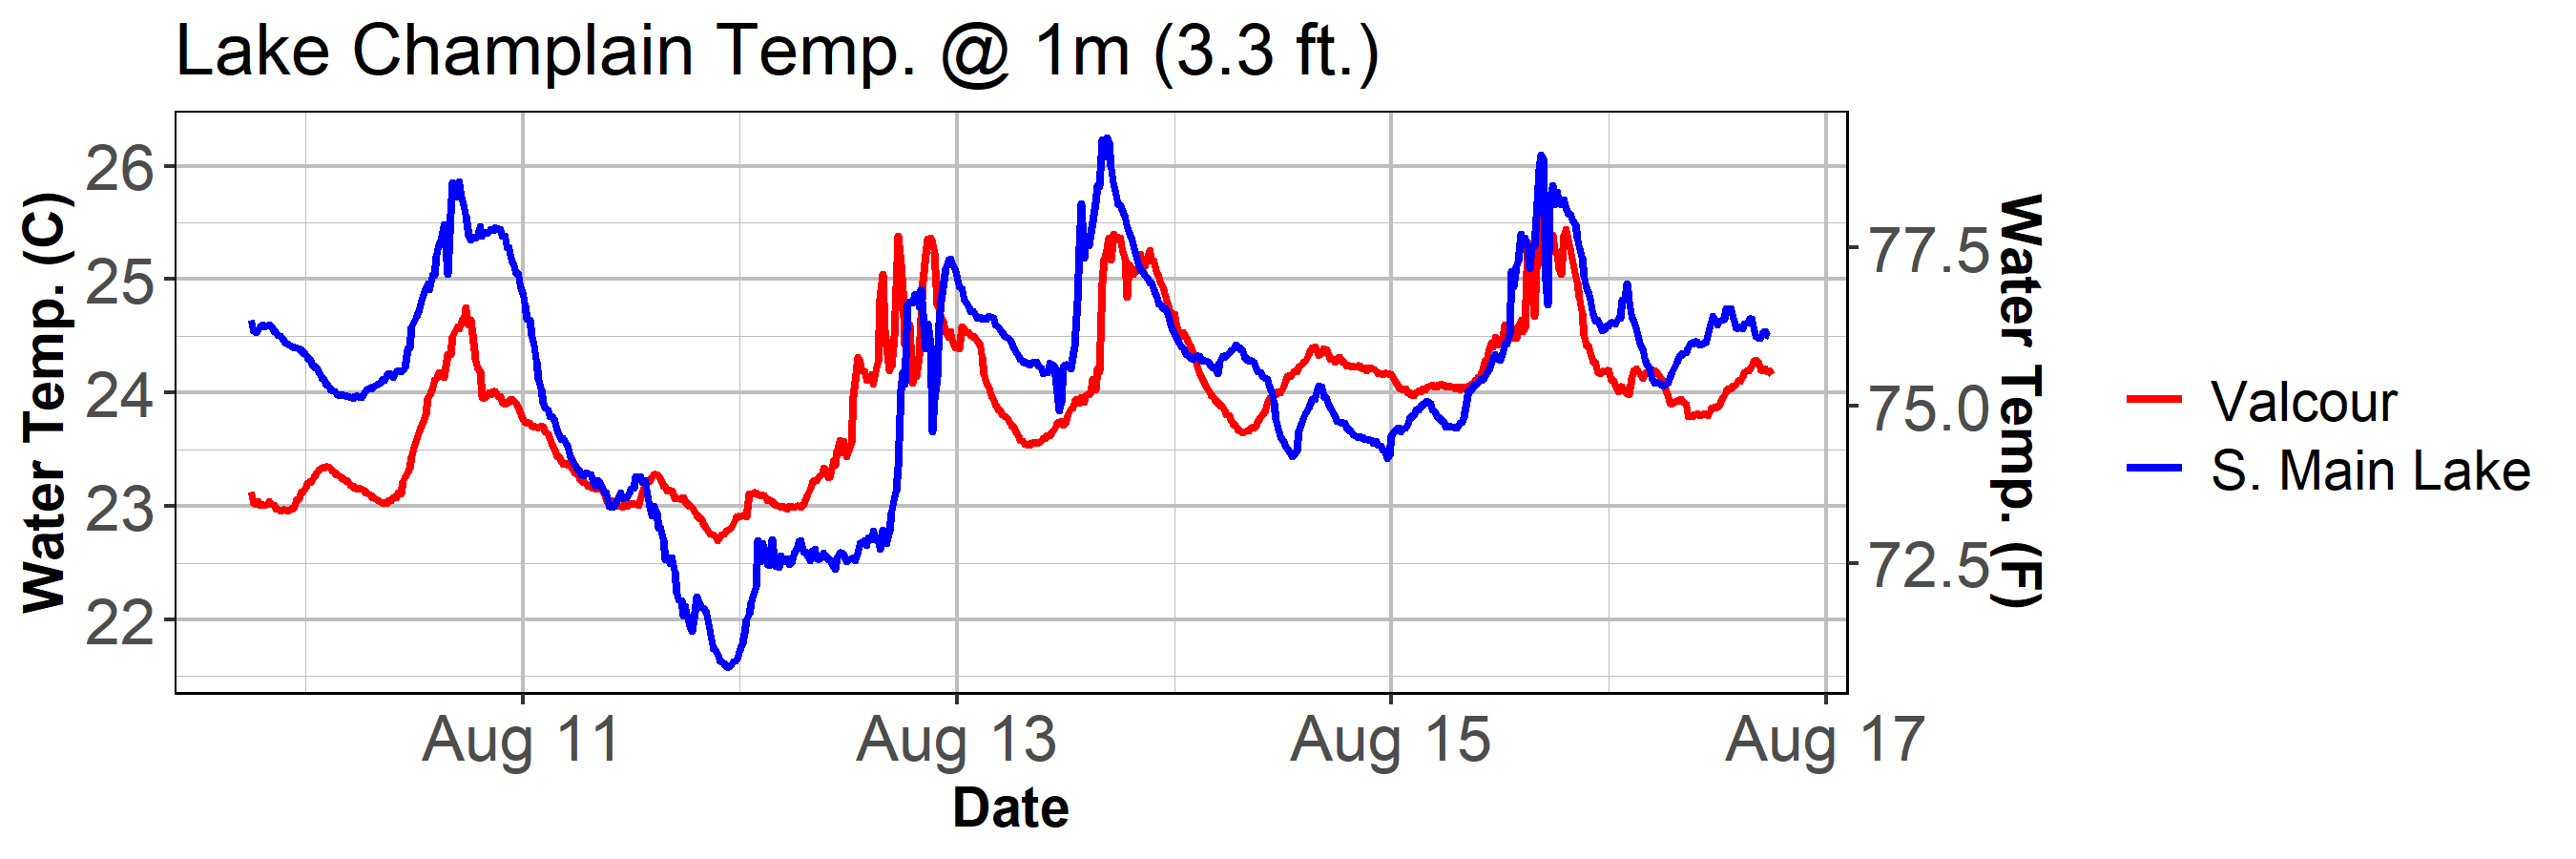 Lake Champlain Temp. @ 1m (3.3 ft.)
Water Temp. (C)
26
25
24
23
22
77.5
75.0
72.5
Water Temp. (F)
Valcour
S. Main Lake
Aug 11
Aug 13
Aug 15
Aug 17
Date